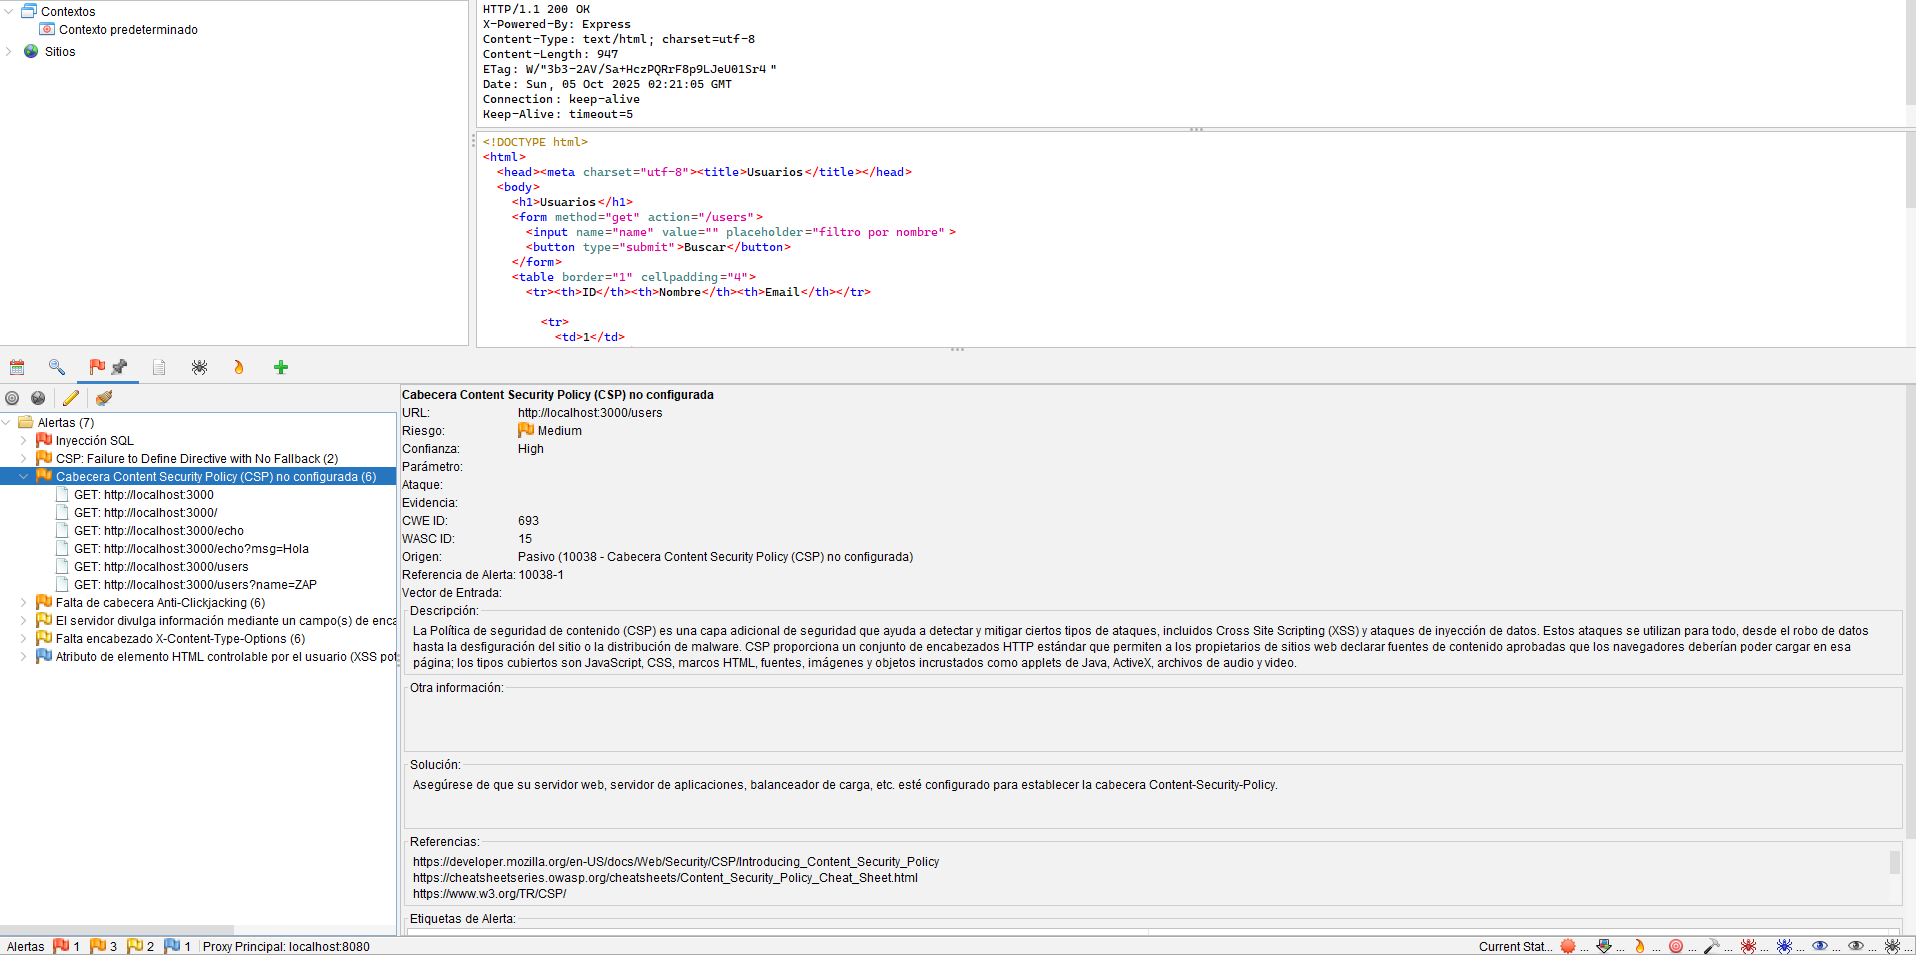 Contextos
Contexto predeterminado
Sitios
HTTP/1.1 200 OK
X-Powered-By: Express
Content-Type: text/html; charset=utf-8
Content-Length: 947
ETag: W/"3b3-2AV/Sa+HczPQRrF8p9LJeU01Sr4"
Date: Sun, 05 Oct 2025 02:21:05 GMT
Connection: keep-alive
Keep-Alive: timeout=5
<!DOCTYPE html>
<html>
<head><meta charset="utf-8"><title>Usuarios</title></head>
<body>
<h1>Usuarios</h1>
<form method="get" action="/users">
<input name="name" value="" placeholder="filtro por nombre">
<button type="submit">Buscar</button>
</form>
<table border="1" cellpadding="4">
<tr><th>ID</th><th>Nombre</th><th>Email</th></tr>
<tr>
<td>1</td>
Alertas (7)
Inyección SQL
CSP: Failure to Define Directive with No Fallback (2)
Cabecera Content Security Policy (CSP) no configurada (6)
GET: http://localhost:3000
GET: http://localhost:3000/
GET: http://localhost:3000/echo
GET: http://localhost:3000/echo?msg=Hola
GET: http://localhost:3000/users
GET: http://localhost:3000/users?name=ZAP
Falta de cabecera Anti-Clickjacking (6)
El servidor divulga información mediante un campo(s) de enca
Falta encabezado X-Content-Type-Options (6)
Atributo de elemento HTML controlable por el usuario (XSS pot
Cabecera Content Security Policy (CSP) no configurada
URL: http://localhost:3000/users
Riesgo: Medium
Confianza: High
Parámetro:
Ataque:
Evidencia:
CWE ID: 693
WASC ID: 15
Origen: Pasivo (10038 - Cabecera Content Security Policy (CSP) no configurada)
Referencia de Alerta: 10038-1
Vector de Entrada:
Descripción:
La Política de seguridad de contenido (CSP) es una capa adicional de seguridad que ayuda a detectar y mitigar ciertos tipos de ataques, incluidos Cross Site Scripting (XSS) y ataques de inyección de datos. Estos ataques se utilizan para todo, desde el robo de datos
hasta la desfiguración del sitio o la distribución de malware. CSP proporciona un conjunto de encabezados HTTP estándar que permiten a los propietarios de sitios web declarar fuentes de contenido aprobadas que los navegadores deberían poder cargar en esa
página; los tipos cubiertos son JavaScript, CSS, marcos HTML, fuentes, imágenes y objetos incrustados como applets de Java, ActiveX, archivos de audio y video.
Otra información:
Solución:
Asegúrese de que su servidor web, servidor de aplicaciones, balanceador de carga, etc. esté configurado para establecer la cabecera Content-Security-Policy.
Referencias:
https://developer.mozilla.org/en-US/docs/Web/Security/CSP/Introducing_Content_Security_Policy
https://cheatsheetseries.owasp.org/cheatsheets/Content_Security_Policy_Cheat_Sheet.html
https://www.w3.org/TR/CSP/
Etiquetas de Alerta:
Alertas 1 3 2 1 Proxy Principal: localhost:8080
Current Stat... ... ... ... ... ... ... ... ... ... ...